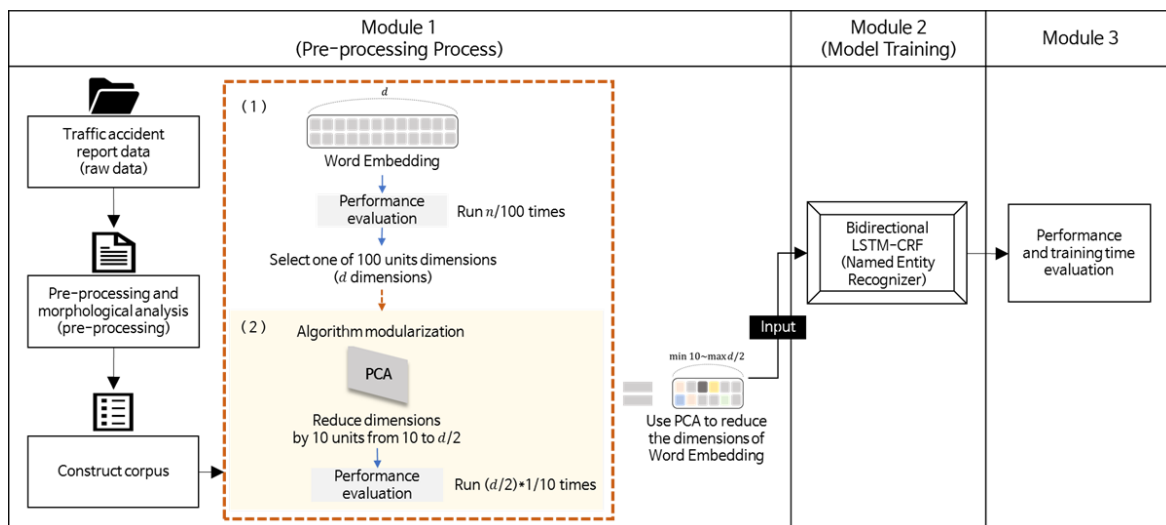 Module 1
(Pre-processing Process)
Module 2
(Model Training)
Module 3
Traffic accident
report data
(raw data)
Pre-processing and
morphological analysis
(pre-processing)
Construct corpus
(1)
d
Word Embedding
Performance
evaluation
Run n/100 times
Select one of 100 units dimensions
(d dimensions)
(2)
Algorithm modularization
PCA
Reduce dimensions
by 10 units from 10 to d/2
Performance
evaluation
Run (d/2)*1/10 times
min 10~max d/2
Use PCA to reduce
the dimensions of
Word Embedding
Input
Bidirectional
LSTM-CRF
(Named Entity
Recognizer)
Performance
and training time
evaluation